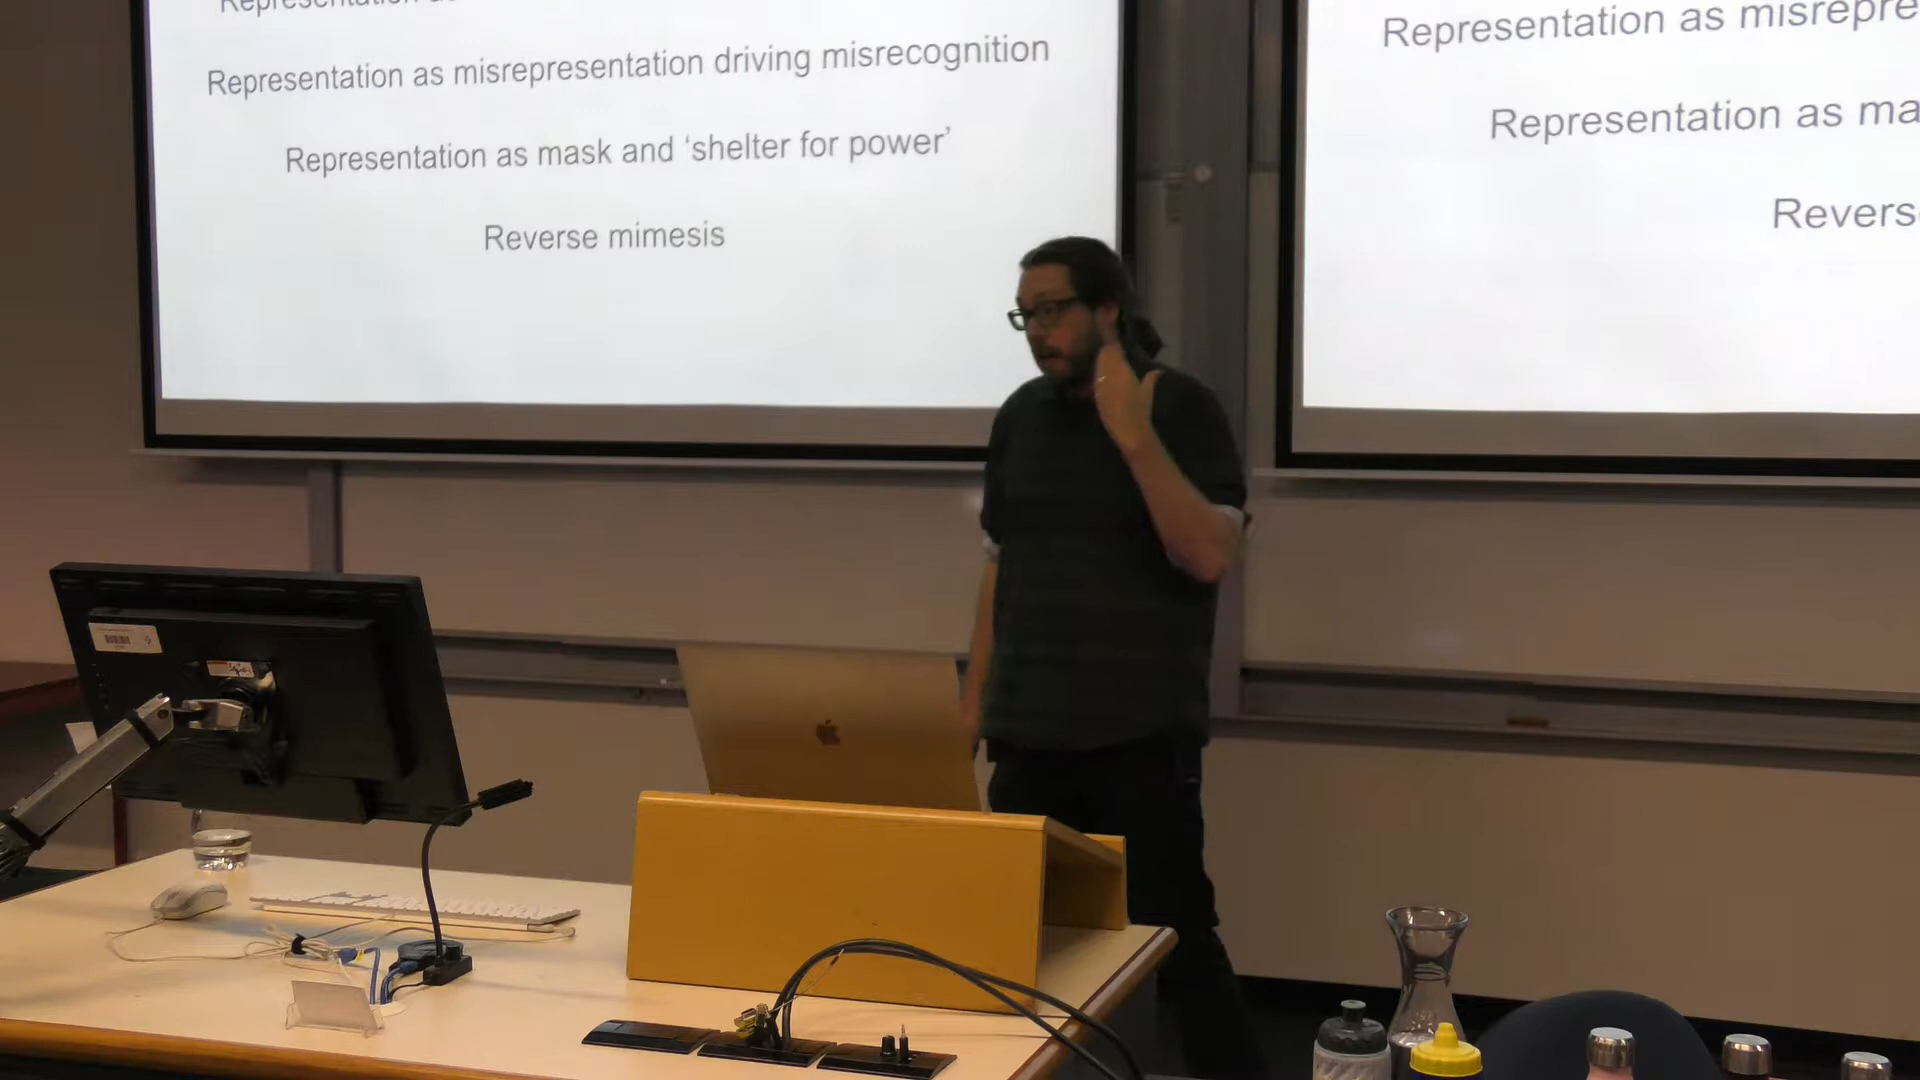 Representation
Representation as misrepresentation driving misrecognition
Representation as mask and ‘shelter for power’
Reverse mimesis
Representation as misrepre
Representation as ma
Revers